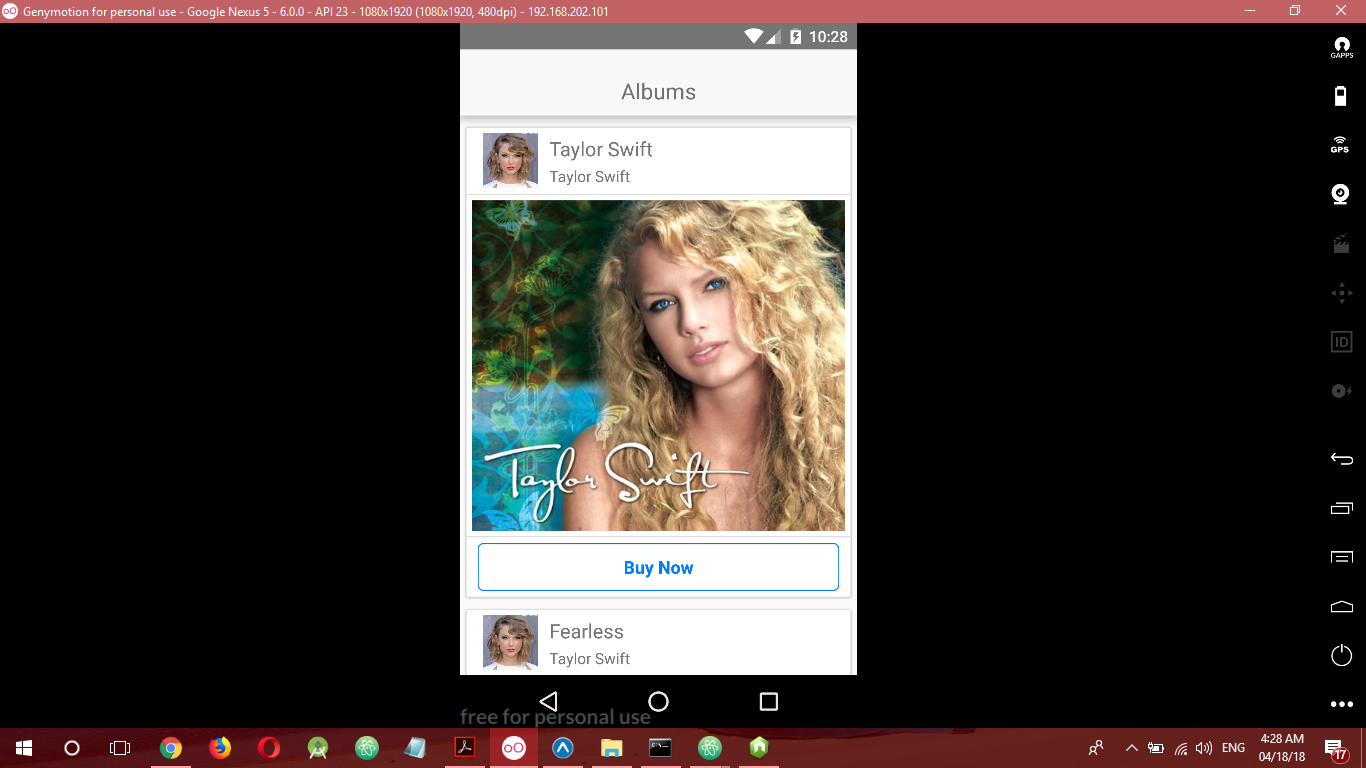 Genymotion for personal use - Google Nexus 5 - 6.0.0 - API 23 - 1080x1920 (1080x1920, 480dpi) - 192.168.202.101
10:28
GAPPS
Albums
Taylor Swift
Taylor Swift
GPS
Taylor Swift
ID
Buy Now
Fearless
Taylor Swift
free for personal use
ENG
4:28 AM
04/18/18
17